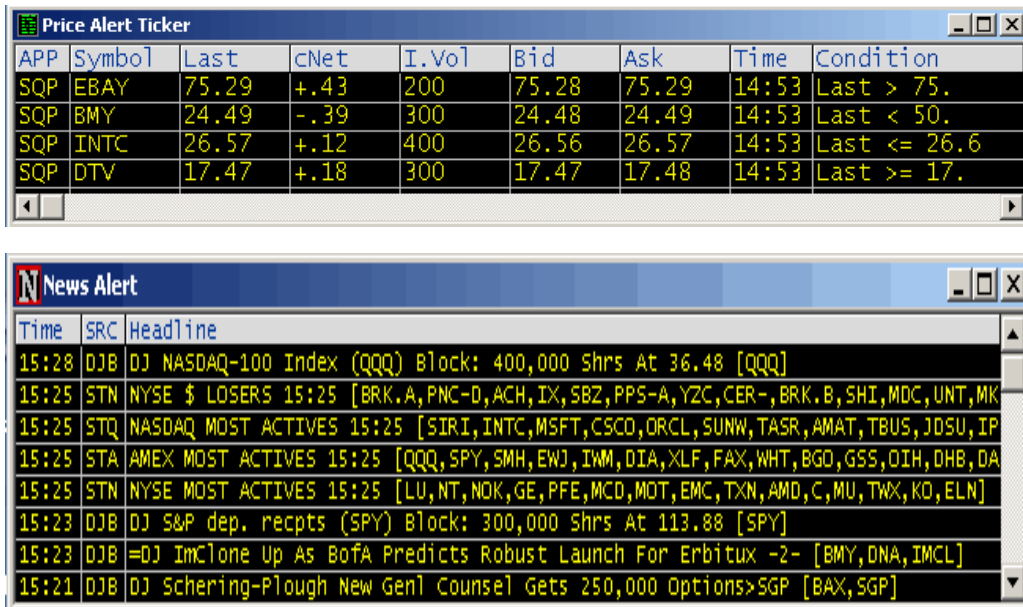 Price Alert Ticker
APP Symbol Last cNet I.Vol Bid Ask Time Condition
SQP EBAY 75.29 +.43 200 75.28 75.29 14:53 Last > 75.
SQP BMY 24.49 -.39 300 24.48 24.49 14:53 Last < 50.
SQP INTC 26.57 +.12 400 26.56 26.57 14:53 Last <= 26.6
SQP DTV 17.47 +.18 300 17.47 17.48 14:53 Last >= 17.
N News Alert
Time SRC Headline
15:28 DJB DJ NASDAQ-100 Index (QQQ) Block: 400,000 Shrs At 36.48 [QQQ]
15:25 STN NYSE $ LOSERS 15:25 [BRK.A,PNC-D,ACH,IX,SBZ,PPS-A,YZC,CER-,BRK.B,SHI,MDC,UNT,MK
15:25 STQ NASDAQ MOST ACTIVES 15:25 [SIRI,INTC,MSFT,CSCO,ORCL,SUNW,TASR,AMAT,TBUS,JDSU,IP
15:25 STA AMEX MOST ACTIVES 15:25 [QQQ,SPY,SMH,EWJ,IWM,DIA,XLF,FAX,WHT,BGO,GSS,OIH,DHB,DA
15:25 STN NYSE MOST ACTIVES 15:25 [LU,NT,NOK,GE,PFE,MCD,MOT,EMC,TXN,AMD,C,MU,TWX,KO,ELN]
15:23 DJB DJ S&P dep. recpts (SPY) Block: 300,000 Shrs At 113.88 [SPY]
15:23 DJB =DJ ImClone Up As BofA Predicts Robust Launch For Erbitux -2- [BMY,DNA,IMCL]
15:21 DJB DJ Schering-Plough New Genl Counsel Gets 250,000 Options>SGP [BAX,SGP]